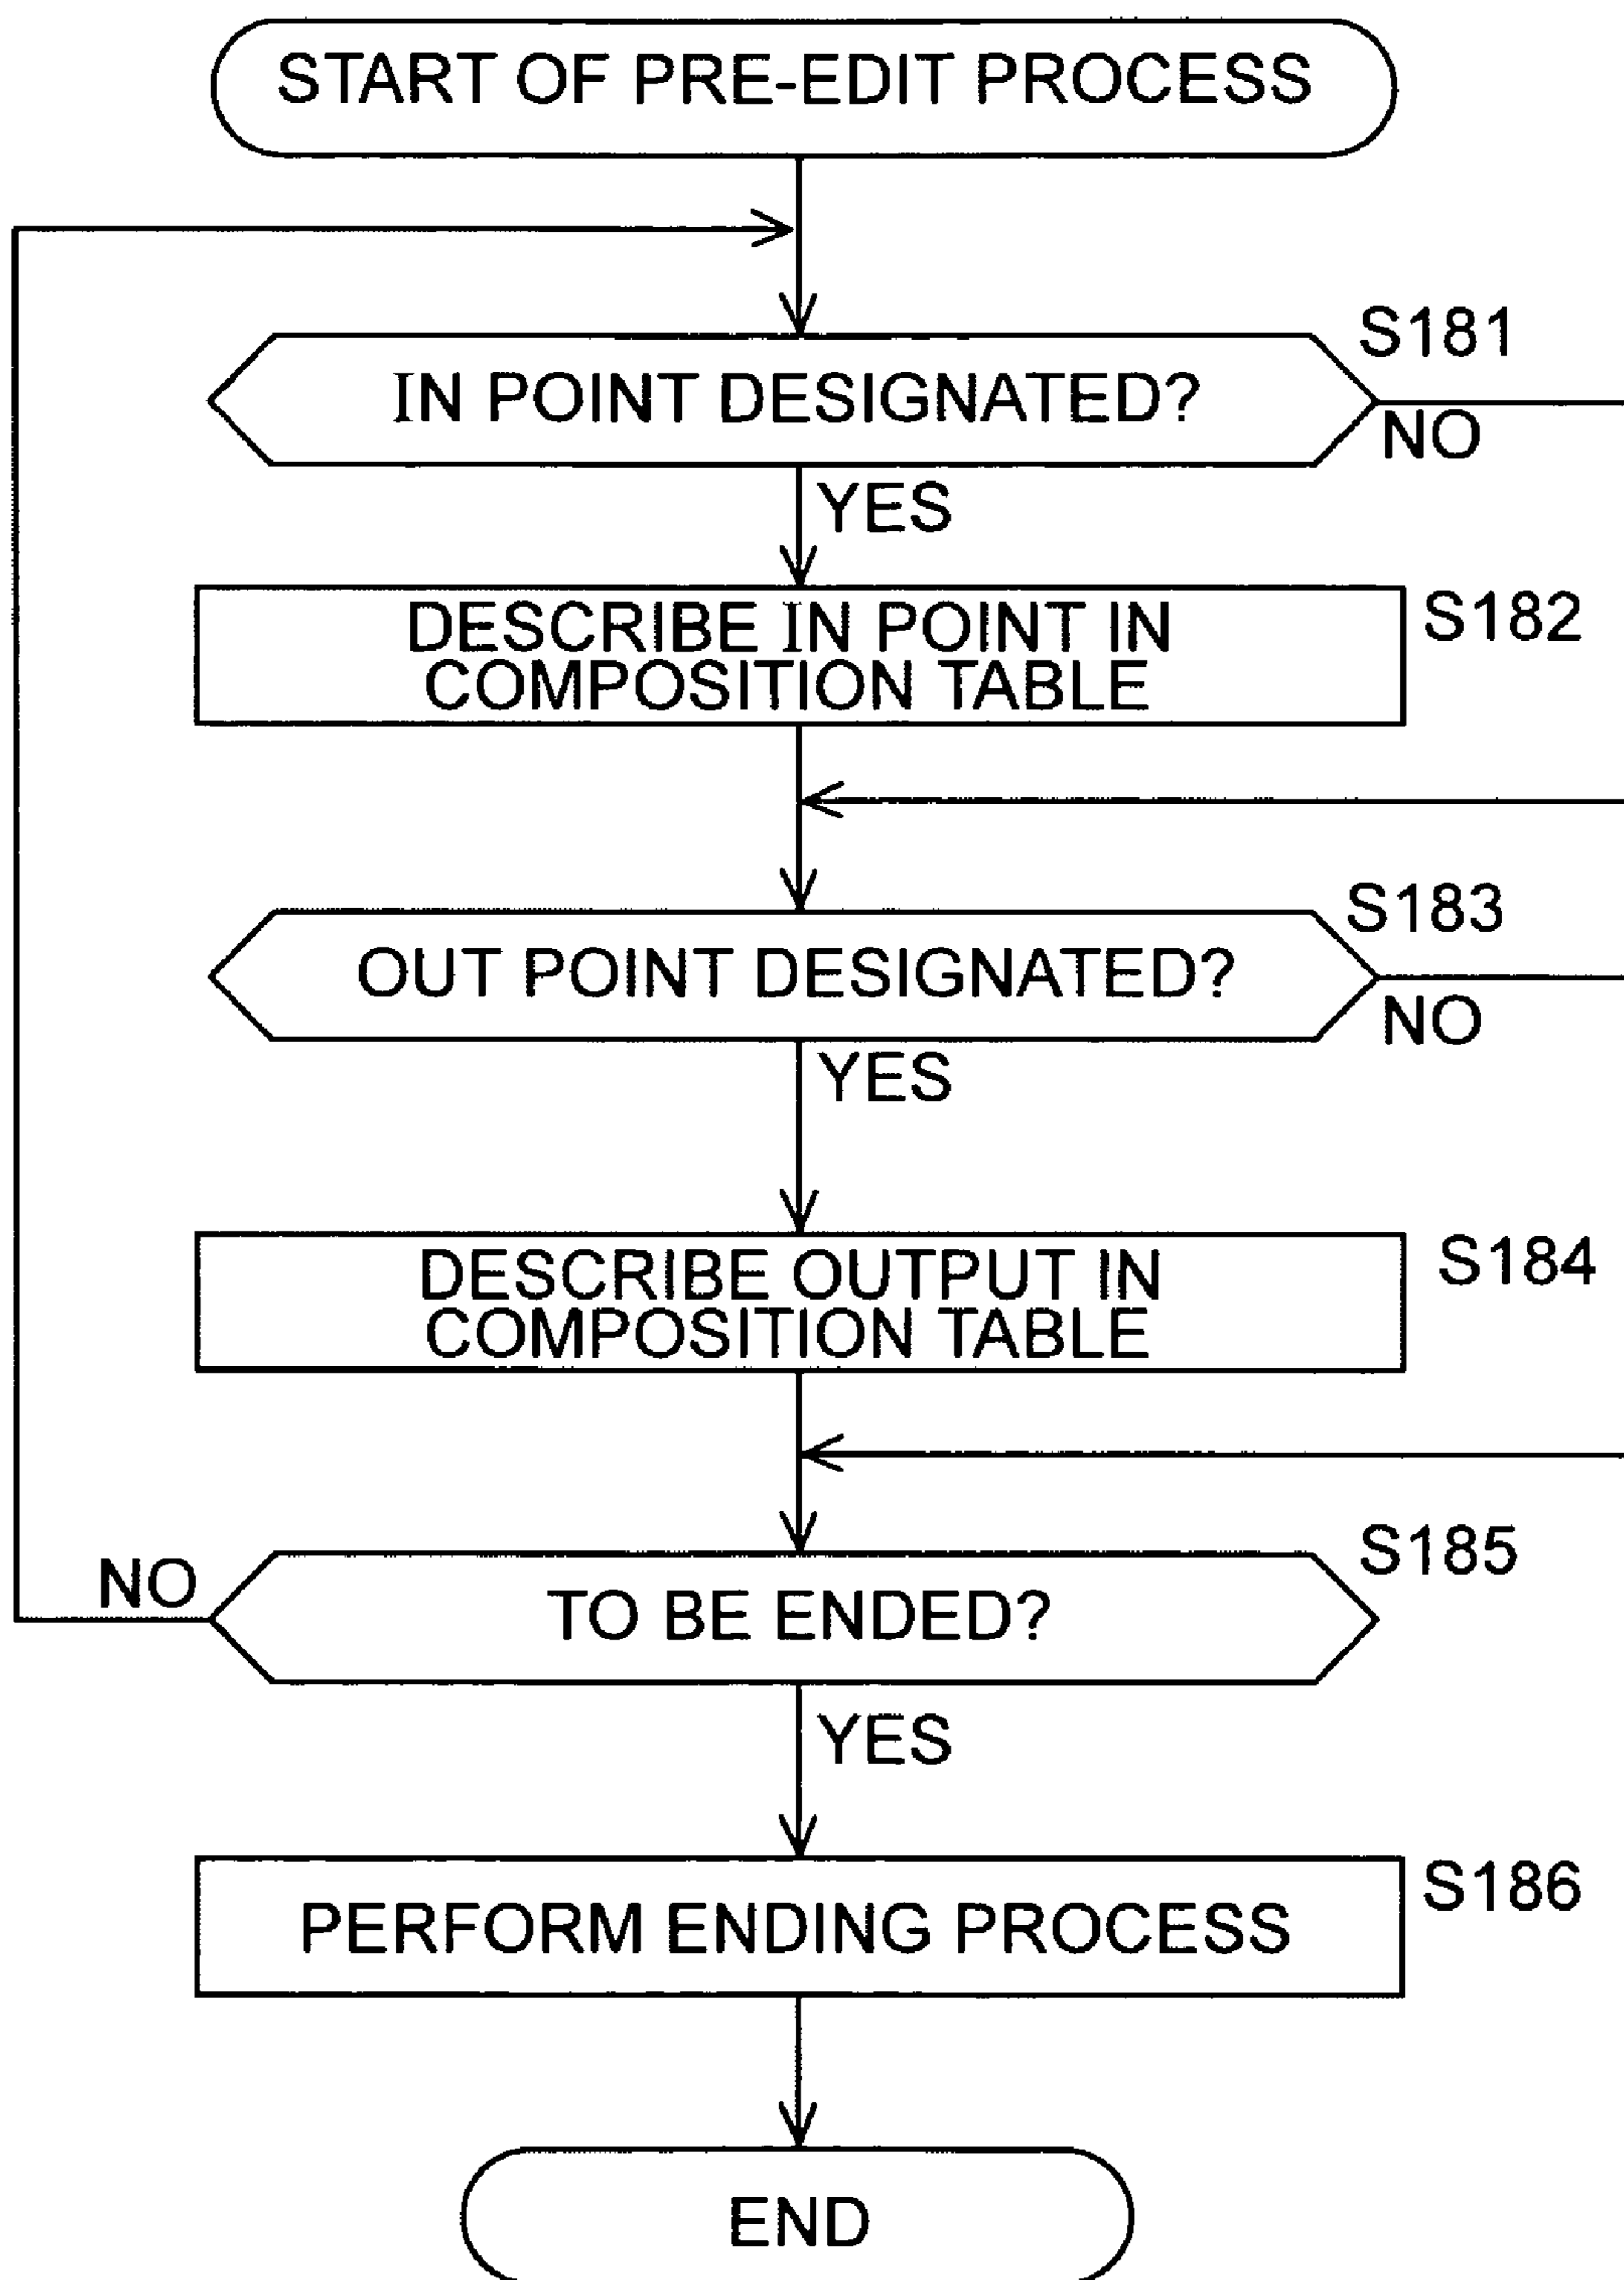 START OF PRE-EDIT PROCESS
S181
IN POINT DESIGNATED?
NO
YES
DESCRIBE IN POINT IN
COMPOSITION TABLE
S182
S183
OUT POINT DESIGNATED?
NO
YES
DESCRIBE OUTPUT IN
COMPOSITION TABLE
S184
S185
NO
TO BE ENDED?
YES
S186
PERFORM ENDING PROCESS
END